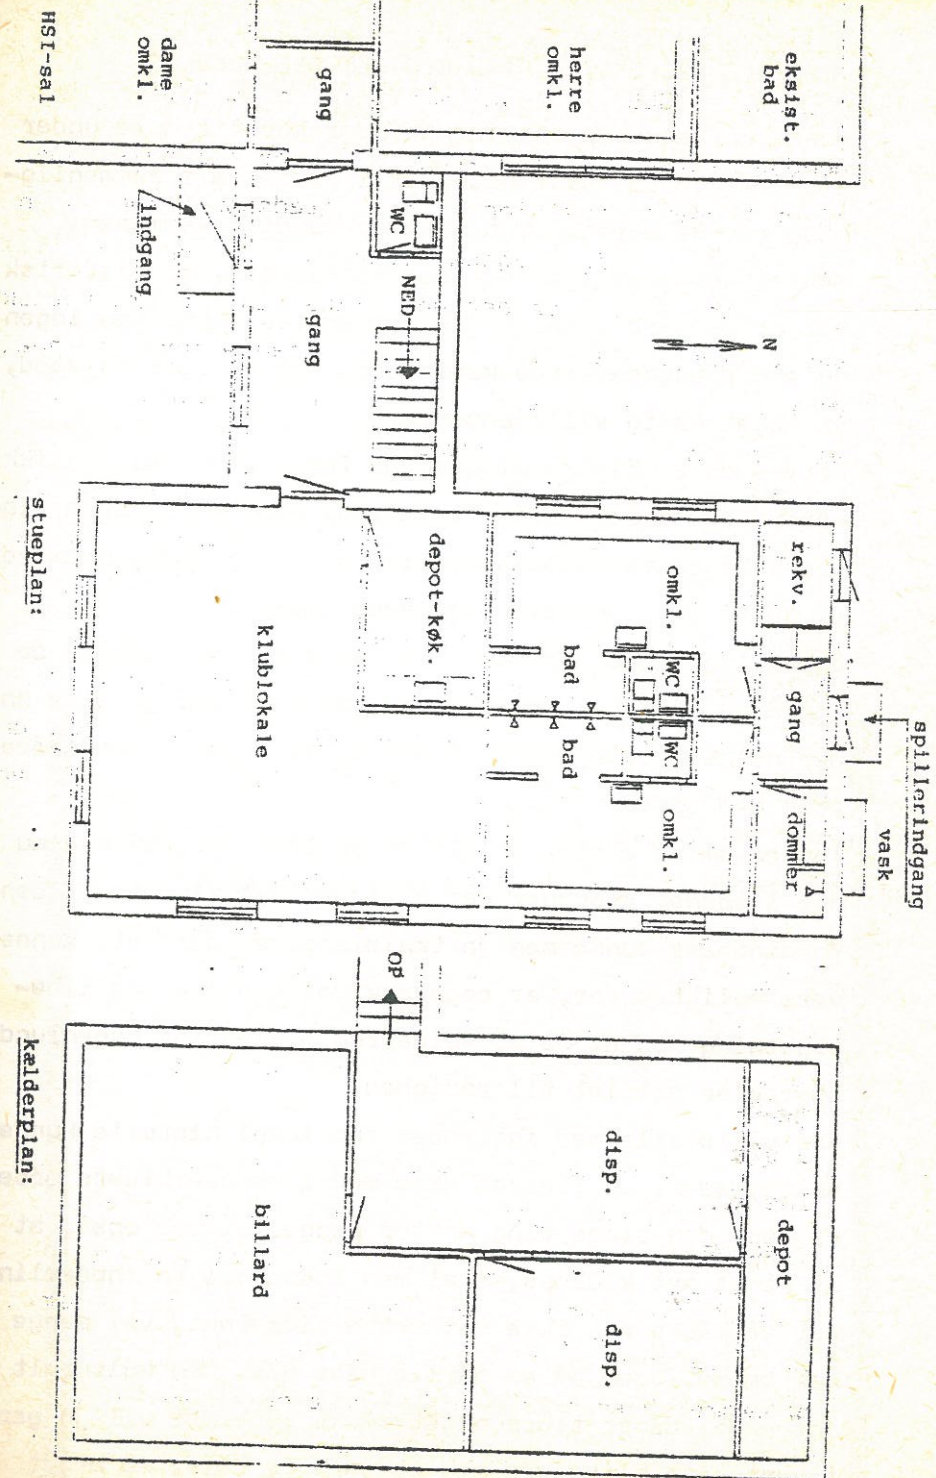 eksist.
bad
herre
omkl.
gang
dame
omkl.
HSI-sal
WC
NED
indgang
gang
N
spillerindgang
vask
rekv.
gang
dommer
omkl.
WC
WC
omkl.
bad
bad
depot-køk.
klublokale
stueplan:
OP
depot
disp.
disp.
billard
kælderplan: